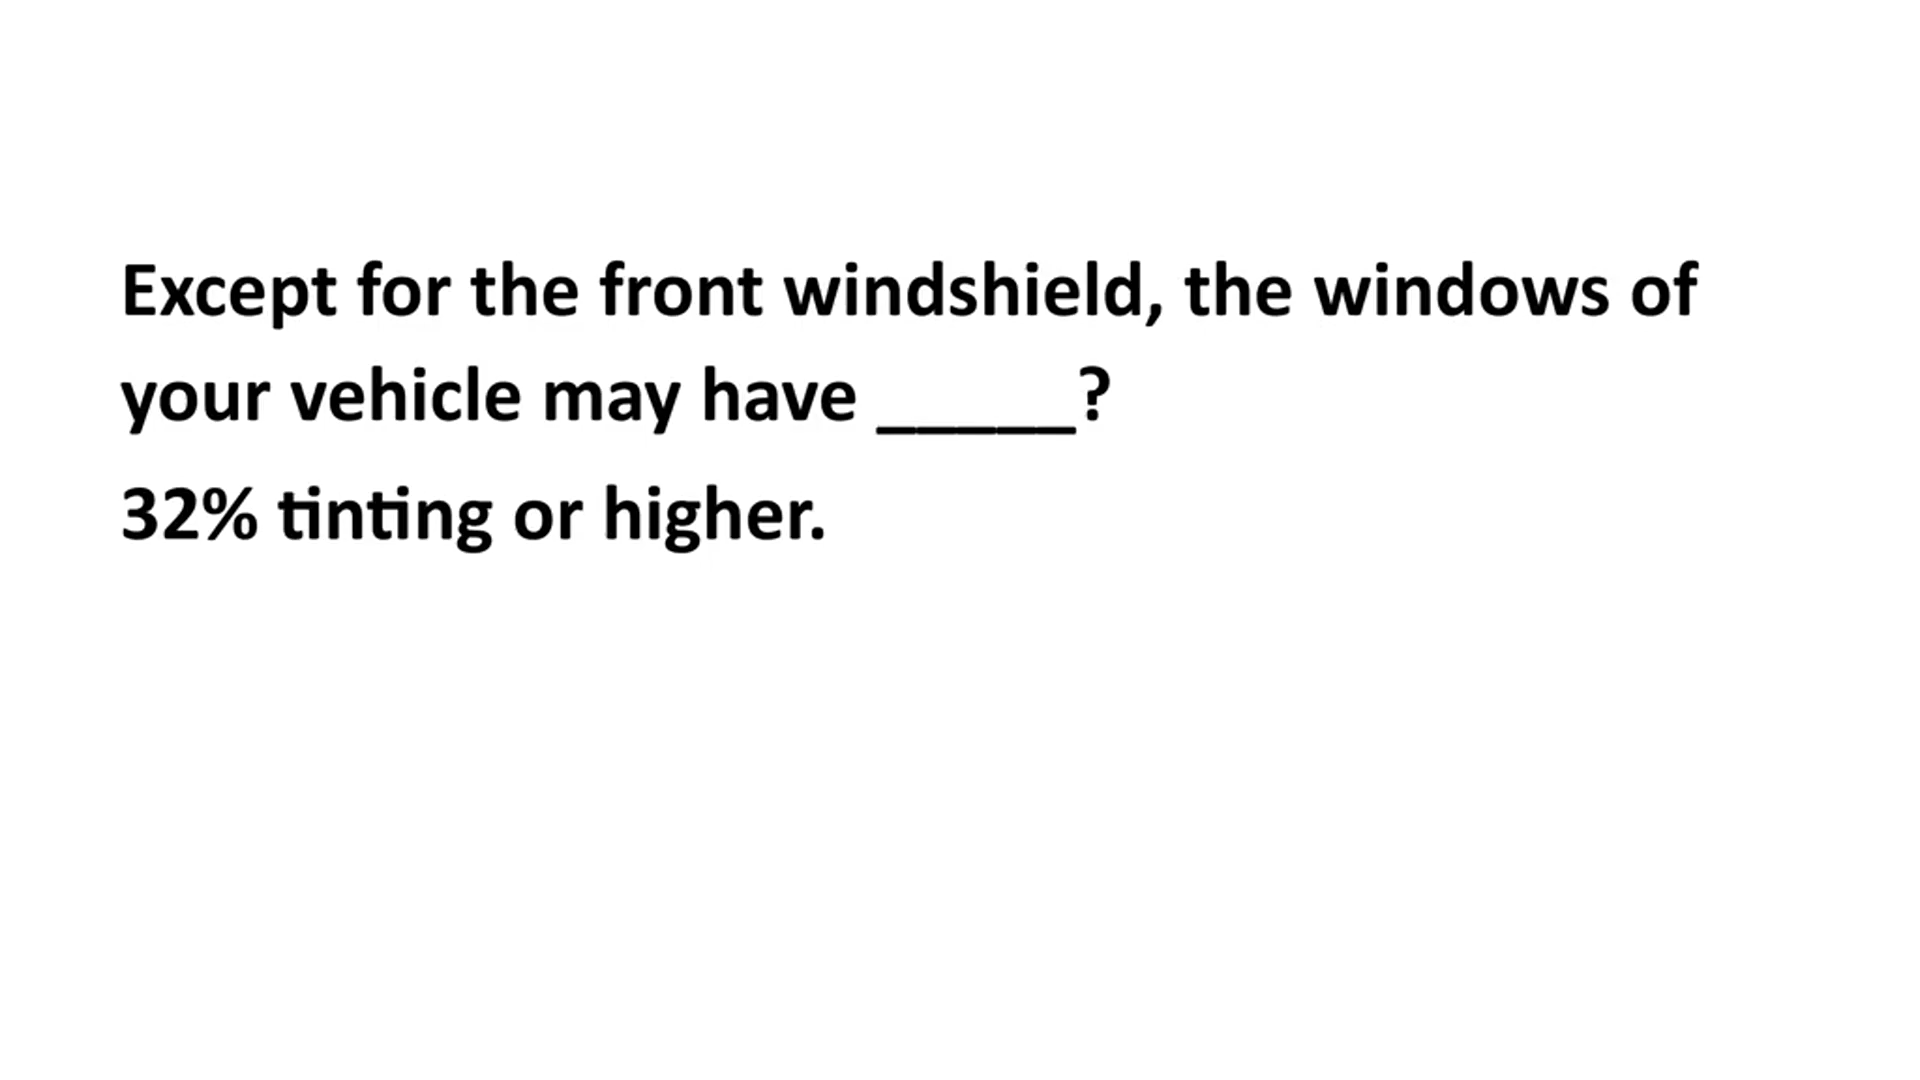 Except for the front windshield, the windows of
your vehicle may have _____?
32% tinting or higher.